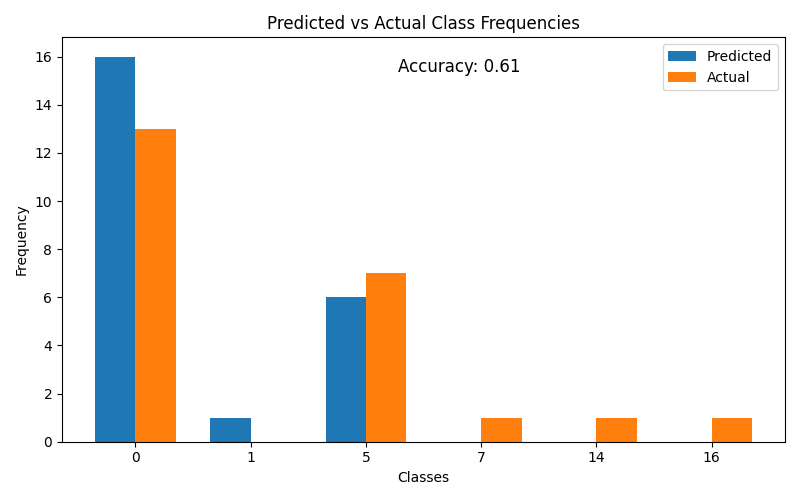 Predicted vs Actual Class Frequencies
Accuracy: 0.61
Predicted
Actual
Frequency
16
14
12
10
8
6
4
2
0
0 1 5 7 14 16
Classes